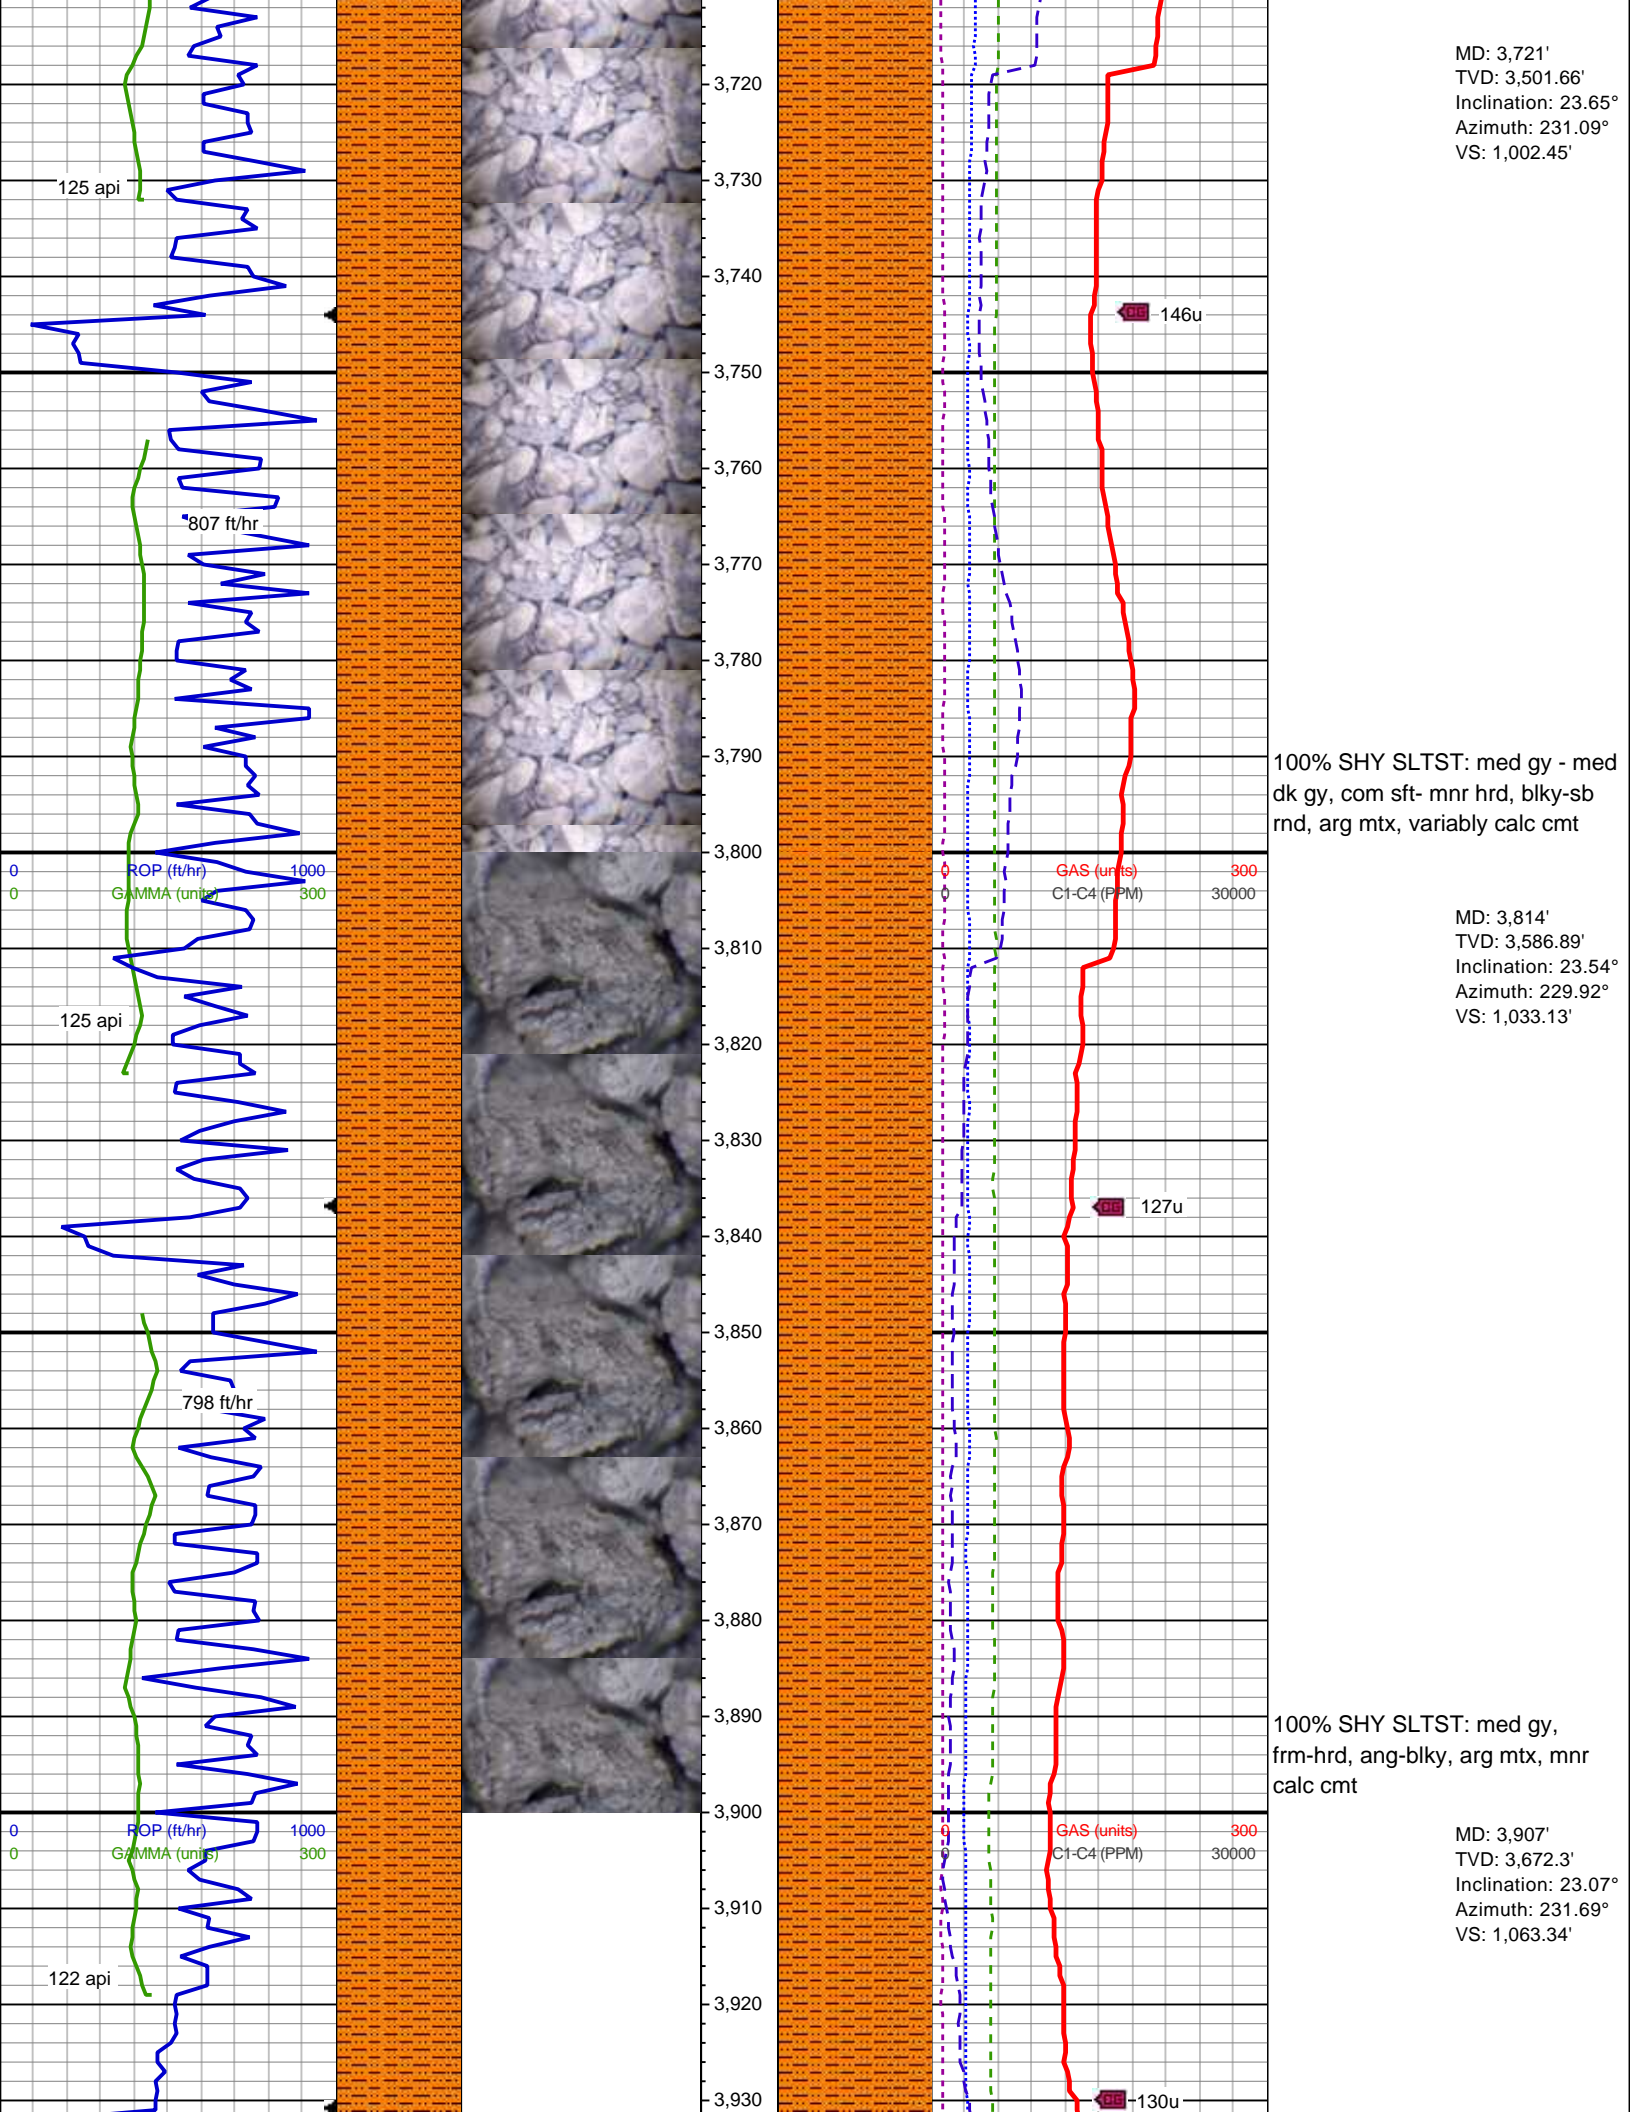 MD: 3,721'
TVD: 3,501.66'
Inclination: 23.65°
Azimuth: 231.09°
VS: 1,002.45'
3,720
125 api
3,730
3,740
CG 146u
3,750
3,760
807 ft/hr
3,770
3,780
3,790
100% SHY SLTST: med gy - med
dk gy, com sft- mnr hrd, blky-sb
rnd, arg mtx, variably calc cmt
3,800
0 ROP (ft/hr) 1000
0 GAS (units) 300
0 GAMMA (units) 300
0 C1-C4 (PPM) 30000
MD: 3,814'
TVD: 3,586.89'
Inclination: 23.54°
Azimuth: 229.92°
VS: 1,033.13'
3,810
125 api
3,820
3,830
CG 127u
3,840
3,850
798 ft/hr
3,860
3,870
3,880
3,890
100% SHY SLTST: med gy,
frm-hrd, ang-blky, arg mtx, mnr
calc cmt
3,900
0 ROP (ft/hr) 1000
0 GAS (units) 300
0 GAMMA (units) 300
0 C1-C4 (PPM) 30000
MD: 3,907'
TVD: 3,672.3'
Inclination: 23.07°
Azimuth: 231.69°
VS: 1,063.34'
3,910
122 api
3,920
3,930
CG 130u